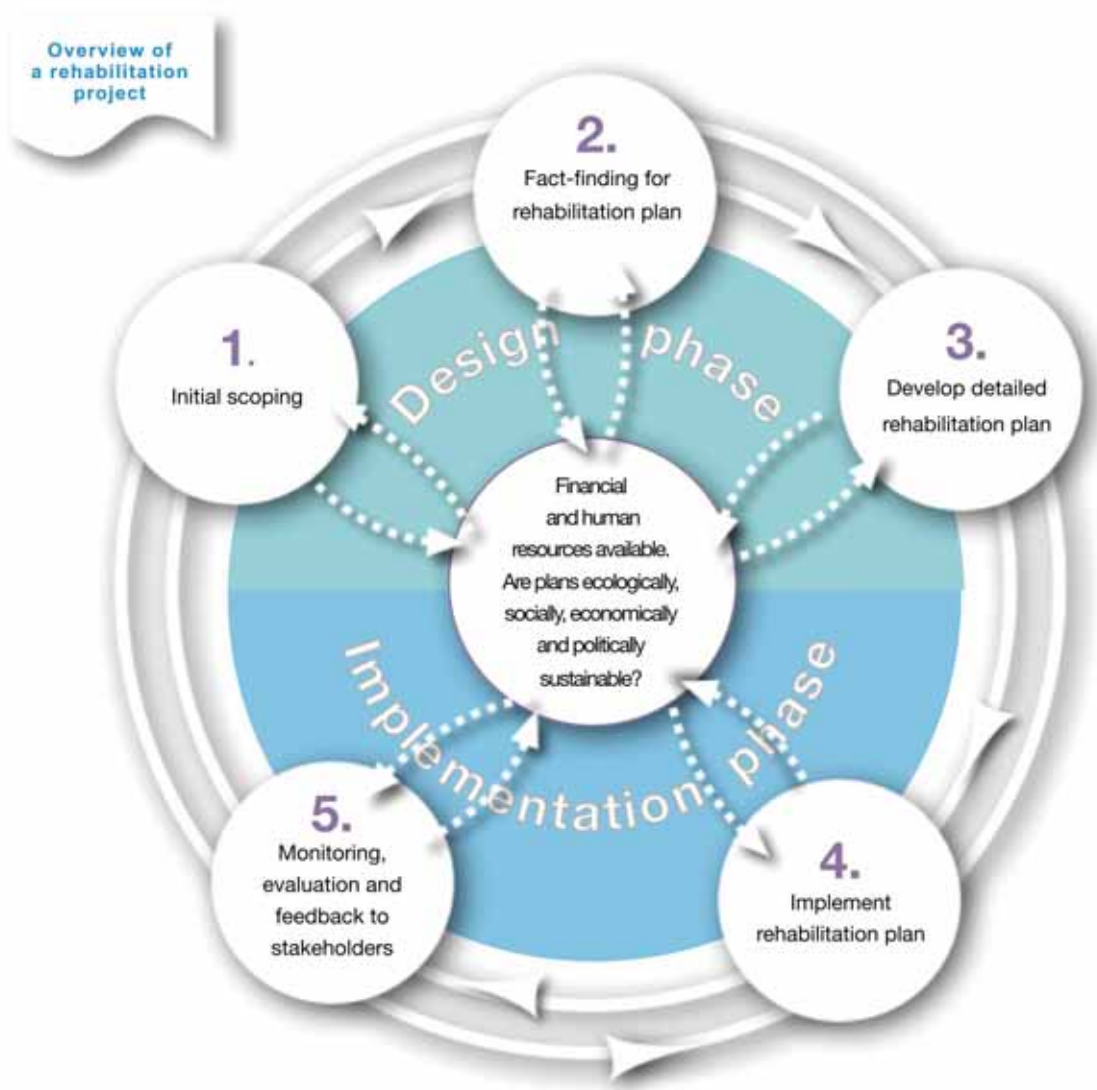 Overview of
a rehabilitation
project
1.
Initial scoping
2.
Fact-finding for
rehabilitation plan
3.
Develop detailed
rehabilitation plan
Design phase
Financial
and human
resources available.
Are plans ecologically,
socially, economically
and politically
sustainable?
Implementation phase
4.
Implement
rehabilitation plan
5.
Monitoring,
evaluation and
feedback to
stakeholders